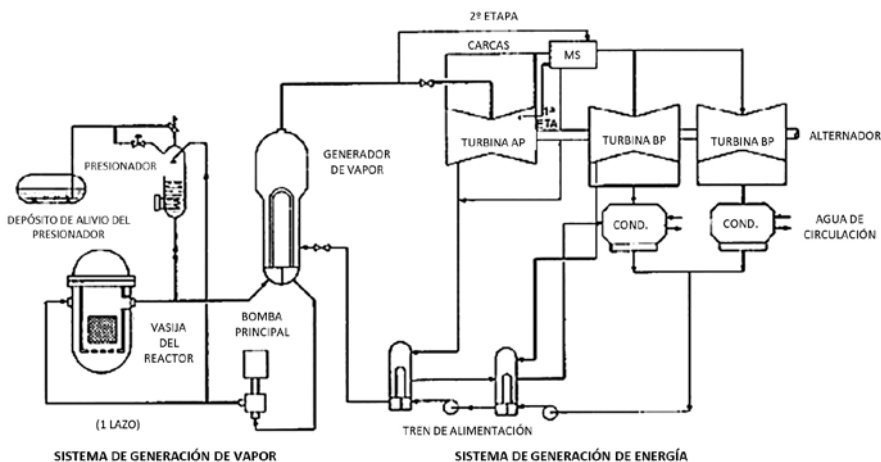 2º ETAPA
CARCAS
MS
1ª
ETA
TURBINA AP
TURBINA BP
TURBINA BP
ALTERNADOR
PRESIONADOR
GENERADOR
DE VAPOR
DEPÓSITO DE ALIVIO DEL
PRESIONADOR
COND.
COND.
AGUA DE
CIRCULACIÓN
VASIJA
DEL
REACTOR
BOMBA
PRINCIPAL
(1 LAZO)
TREN DE ALIMENTACIÓN
SISTEMA DE GENERACIÓN DE VAPOR
SISTEMA DE GENERACIÓN DE ENERGÍA